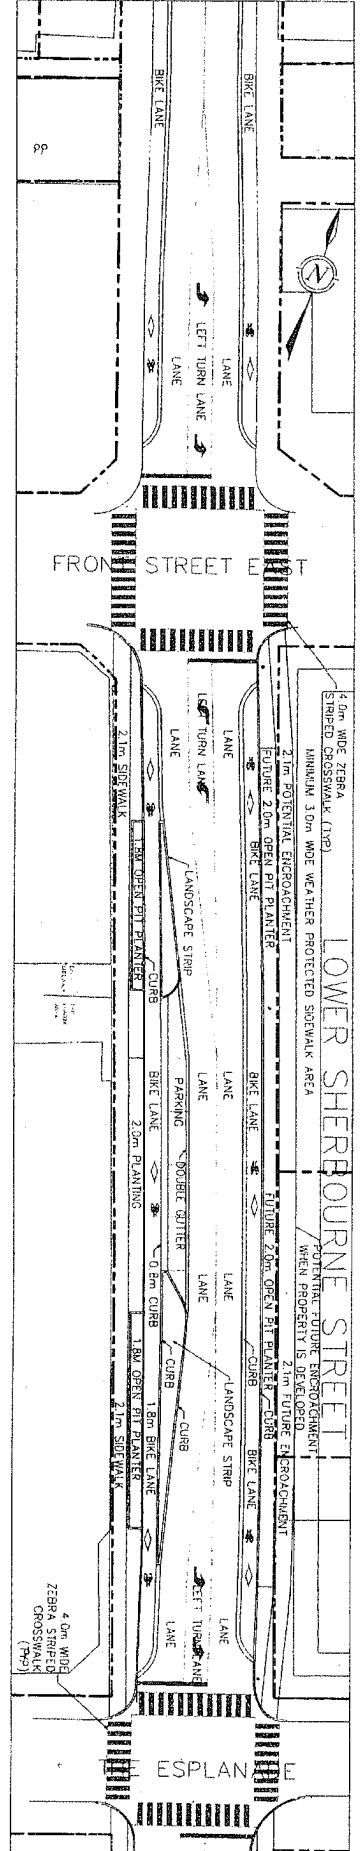 BIKE LANE
BIKE LANE
N
LEFT TURN LANE
LANE
LANE
FRONT STREET EAST
4.0m WIDE ZEBRA
STRIPED CROSSWALK (TYP)
MINIMUM 3.0m WIDE WEATHER PROTECTED SIDEWALK AREA
2.1m POTENTIAL ENCROACHMENT
FUTURE 2.0m OPEN PIT PLANTER
BIKE LANE
LANE
LEFT TURN LANE
LANE
2.1m SIDEWALK
1.8M OPEN PIT PLANTER
LANDSCAPE STRIP
CURB
LOWER SHERBOURNE STREET
BIKE LANE
LANE
LANE
PARKING
DOUBLE GUTTER
BIKE LANE
2.0m PLANTING
0.8m CURB
POTENTIAL FUTURE ENCROACHMENT
WHEN PROPERTY IS DEVELOPED
2.1m FUTURE ENCROACHMENT
FUTURE 2.0m OPEN PIT PLANTER
CURB
CURB
BIKE LANE
LANE
LANE
LANDSCAPE STRIP
CURB
CURB
1.8m BIKE LANE
1.8M OPEN PIT PLANTER
2.1m SIDEWALK
LANE
LEFT TURN LANE
LANE
4.0m WIDE
ZEBRA STRIPED
CROSSWALK
(TYP)
THE ESPLANADE